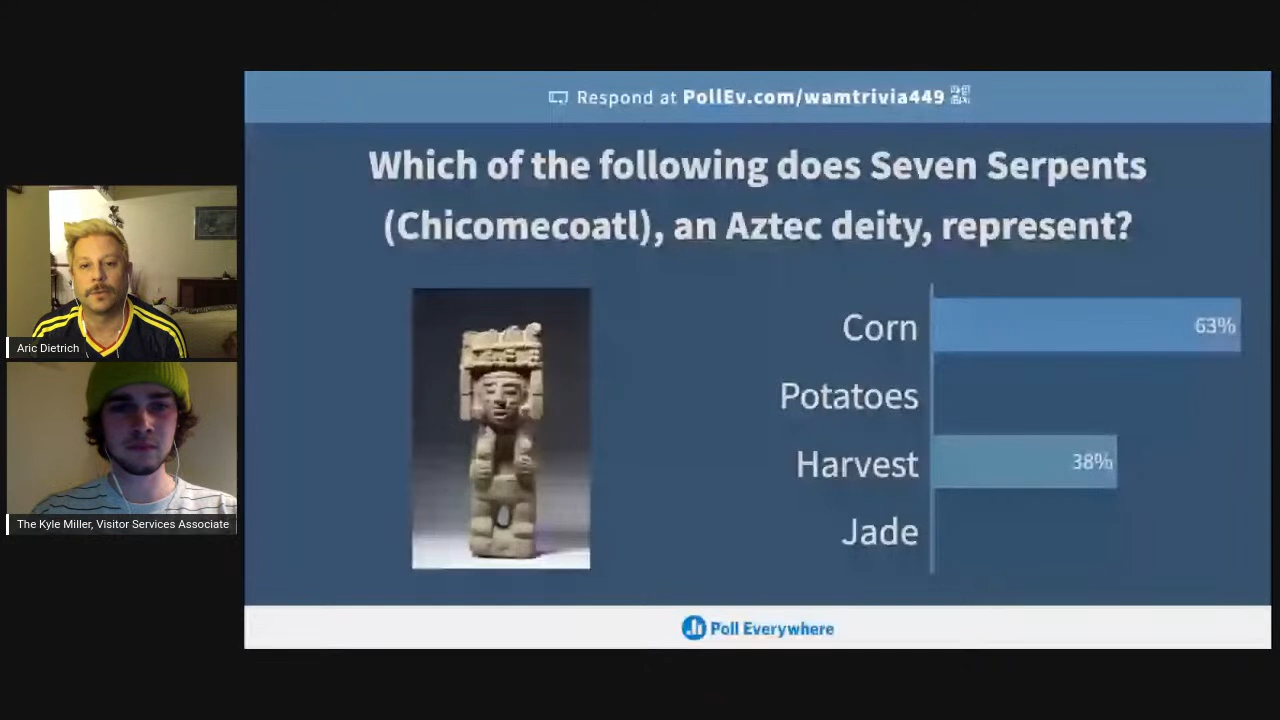 Respond at PollEv.com/wamtrivia449
Which of the following does Seven Serpents
(Chicomecoatl), an Aztec deity, represent?
Corn
63%
Potatoes
Harvest
38%
Jade
Poll Everywhere
Aric Dietrich
The Kyle Miller, Visitor Services Associate